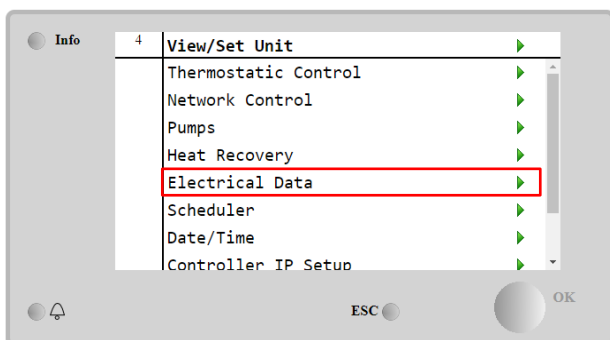 Info
4 View/Set Unit
Thermostatic Control
Network Control
Pumps
Heat Recovery
Electrical Data
Scheduler
Date/Time
Controller IP Setup
ESC
OK